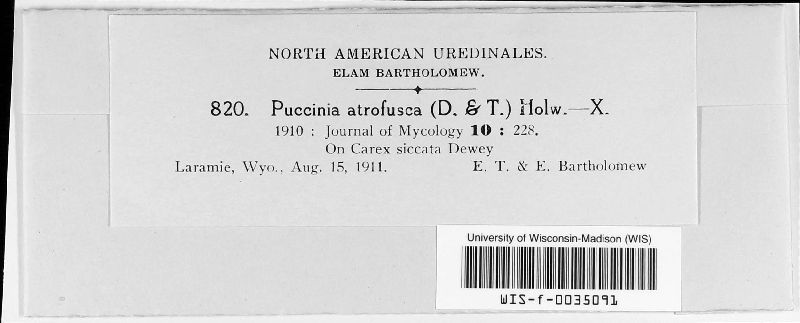 NORTH AMERICAN UREDINALES.
ELAM BARTHOLOMEW.
820. Puccinia atrofusca (D. & T.) Holw.—X.
1910 : Journal of Mycology 10 : 228.
On Carex siccata Dewey
Laramie, Wyo., Aug. 15, 1911. E. T. & E. Bartholomew
University of Wisconsin-Madison (WIS)
WIS-f-0035091